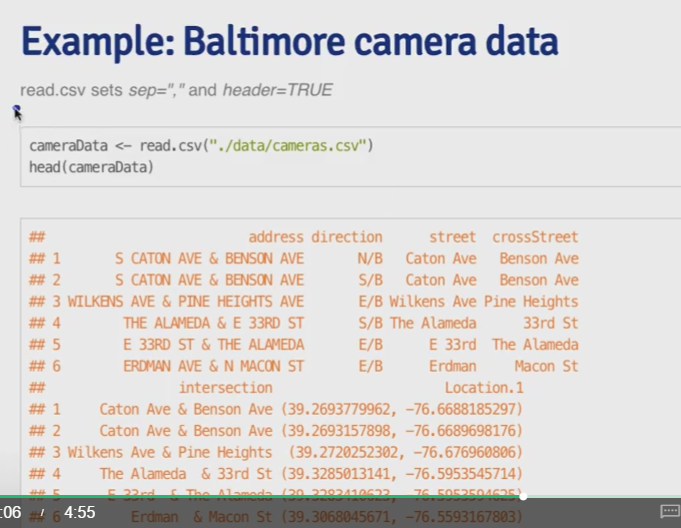 Example: Baltimore camera data
read.csv sets sep="," and header=TRUE
cameraData <- read.csv("./data/cameras.csv")
head(cameraData)
## address direction street crossStreet
## 1 S CATON AVE & BENSON AVE N/B Caton Ave Benson Ave
## 2 S CATON AVE & BENSON AVE S/B Caton Ave Benson Ave
## 3 WILKENS AVE & PINE HEIGHTS AVE E/B Wilkens Ave Pine Heights
## 4 THE ALAMEDA & E 33RD ST S/B The Alameda 33rd St
## 5 E 33RD ST & THE ALAMEDA E/B E 33rd The Alameda
## 6 ERDMAN AVE & N MACON ST E/B Erdman Macon St
## intersection Location.1
## 1 Caton Ave & Benson Ave (39.2693779962, -76.6688185297)
## 2 Caton Ave & Benson Ave (39.2693157898, -76.6689698176)
## 3 Wilkens Ave & Pine Heights (39.2720252302, -76.676960806)
## 4 The Alameda & 33rd St (39.3285013141, -76.5953545714)
## 5 E 33rd & The Alameda (39.3283410623, -76.5953594625)
## 6 Erdman & Macon St (39.3068045671, -76.5593167803)
:06 / 4:55